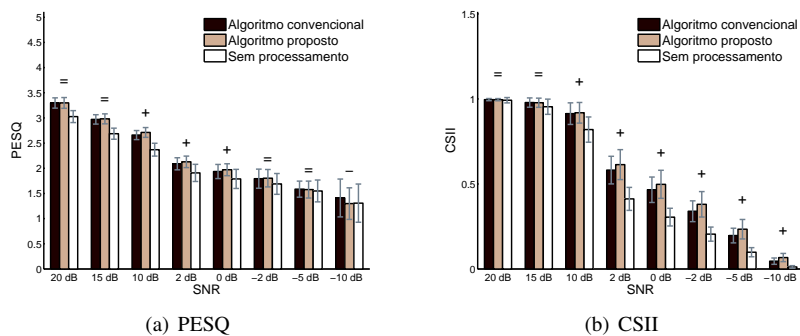 Algoritmo convencional
Algoritmo proposto
Sem processamento
PESQ
5
4.5
4
3.5
3
2.5
2
1.5
1
0.5
0
= = + + + = = −
20 dB 15 dB 10 dB 2 dB 0 dB −2 dB −5 dB −10 dB
SNR
(a) PESQ
Algoritmo convencional
Algoritmo proposto
Sem processamento
CSII
1
0.5
0
= = + + + + + +
20 dB 15 dB 10 dB 2 dB 0 dB −2 dB −5 dB −10 dB
SNR
(b) CSII